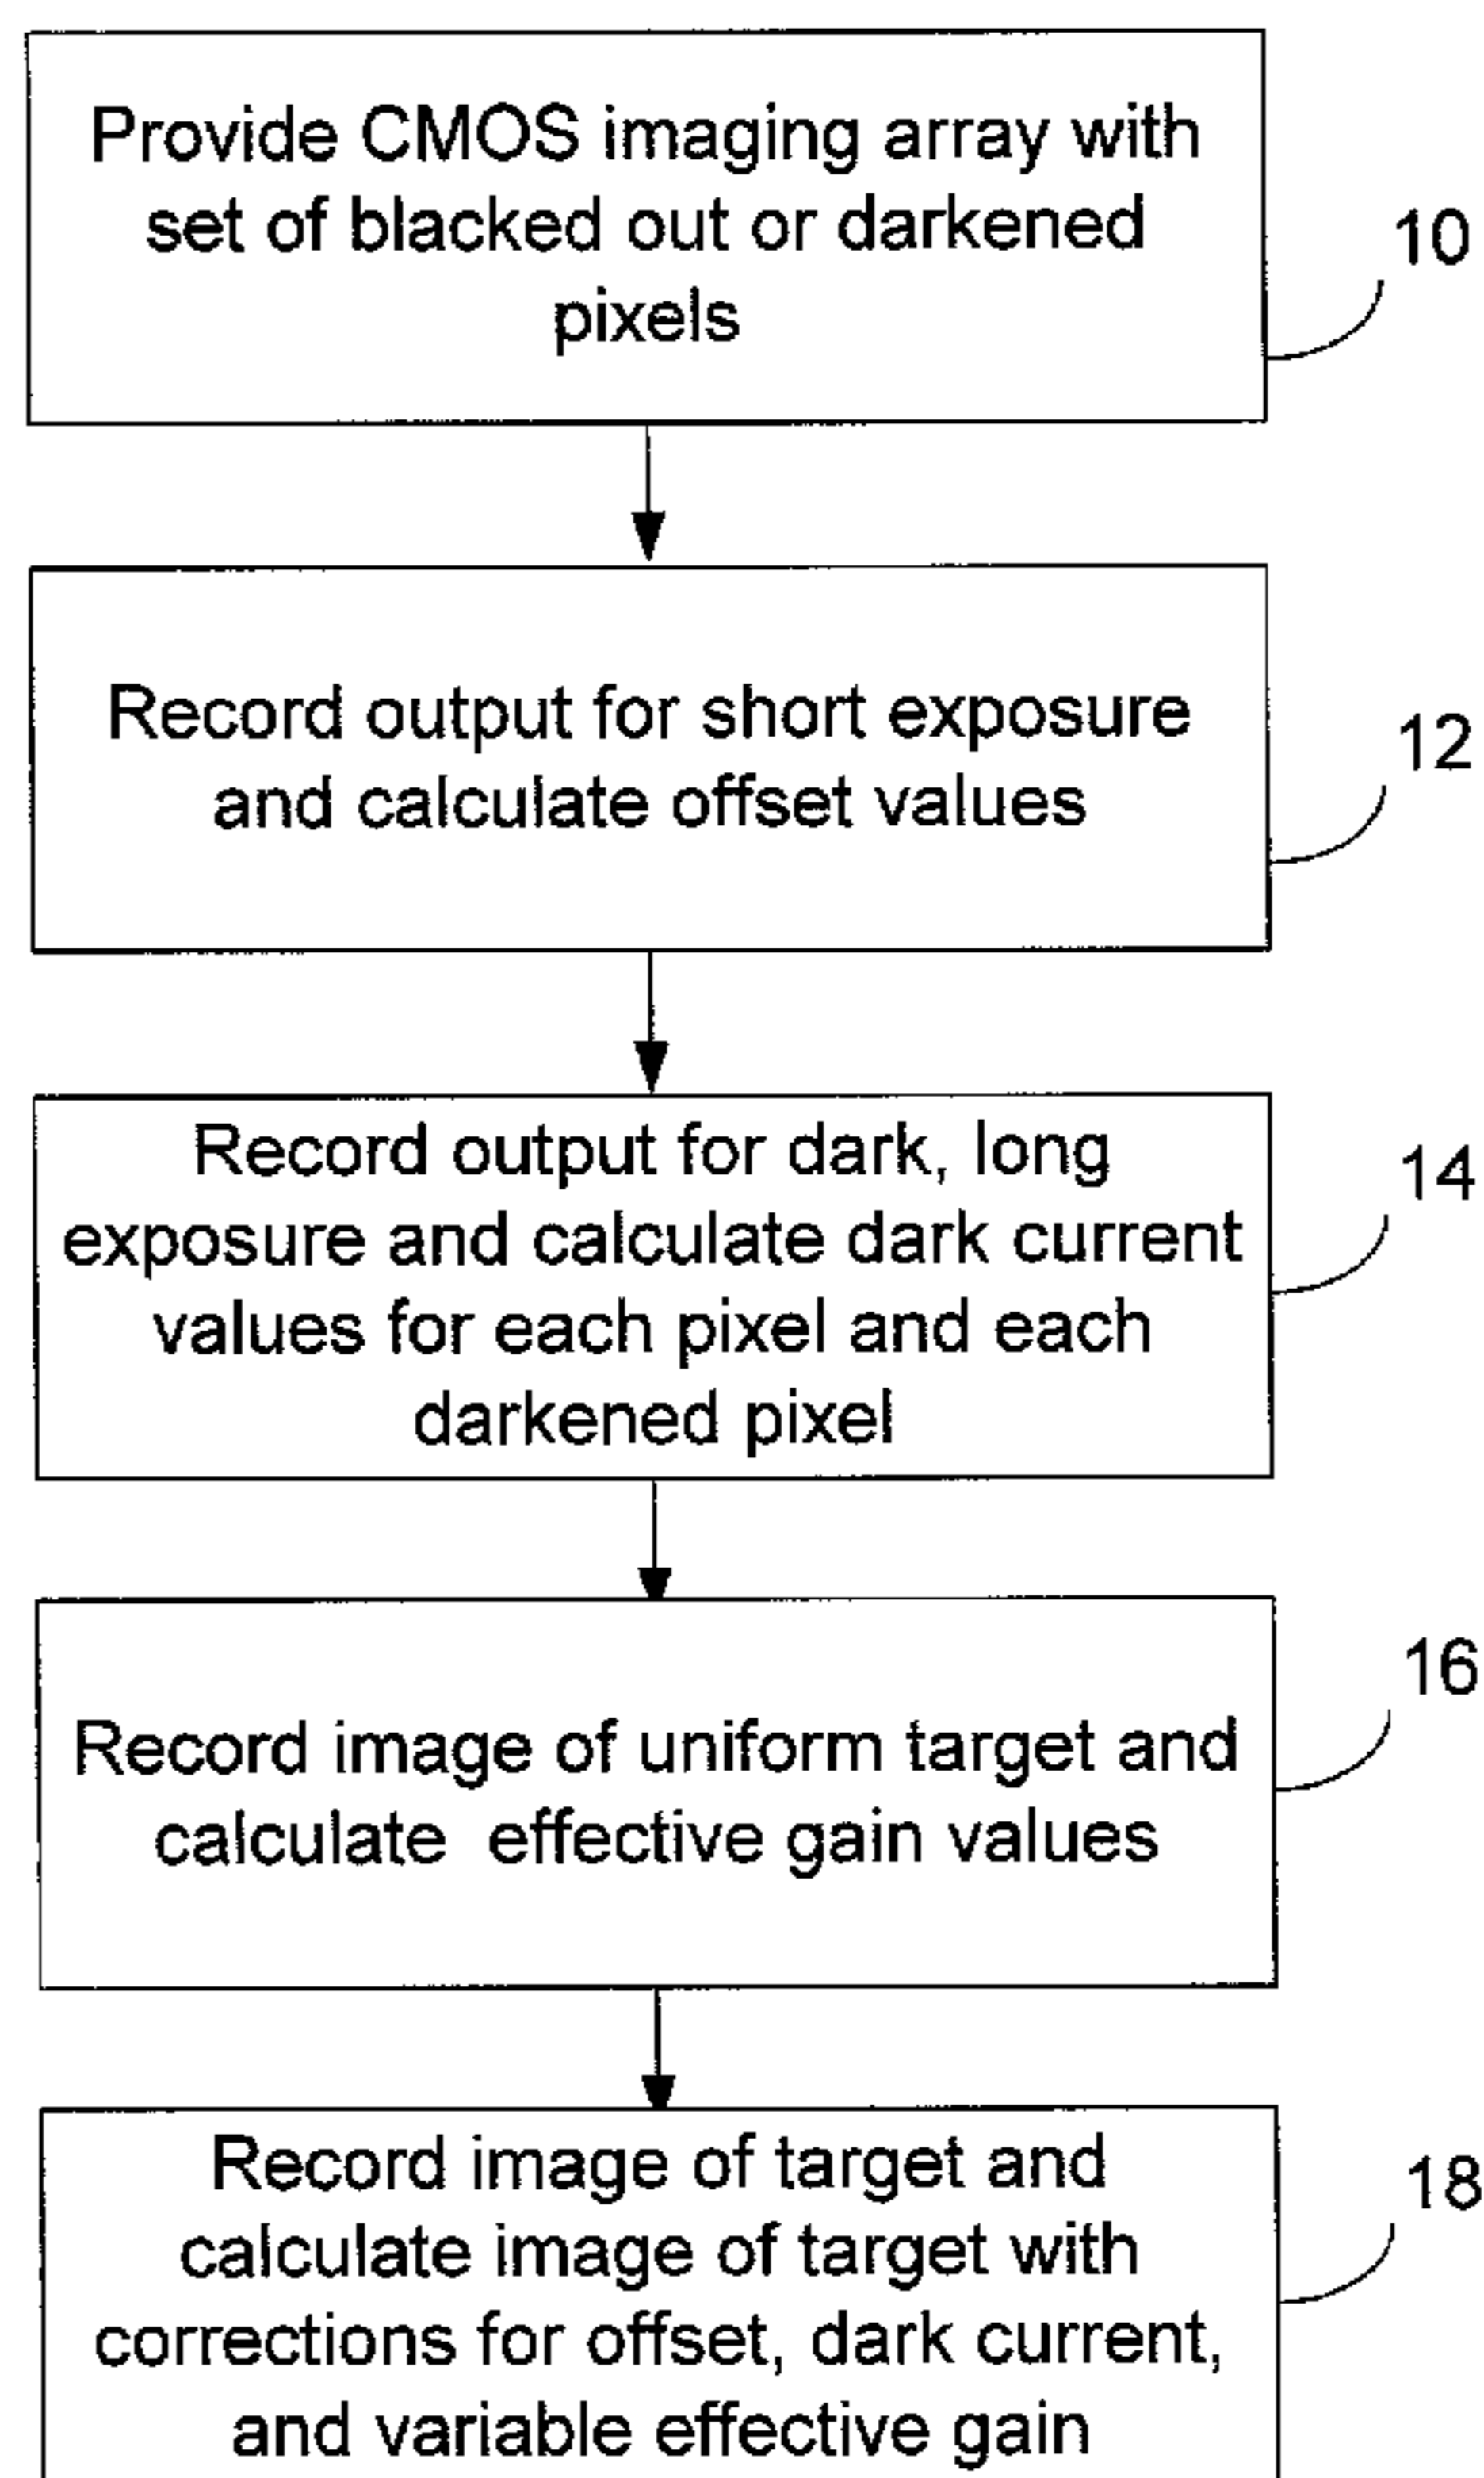 Provide CMOS imaging array with
set of blacked out or darkened
pixels
10
Record output for short exposure
and calculate offset values
12
Record output for dark, long
exposure and calculate dark current
values for each pixel and each
darkened pixel
14
Record image of uniform target and
calculate effective gain values
16
Record image of target and
calculate image of target with
corrections for offset, dark current,
and variable effective gain
18